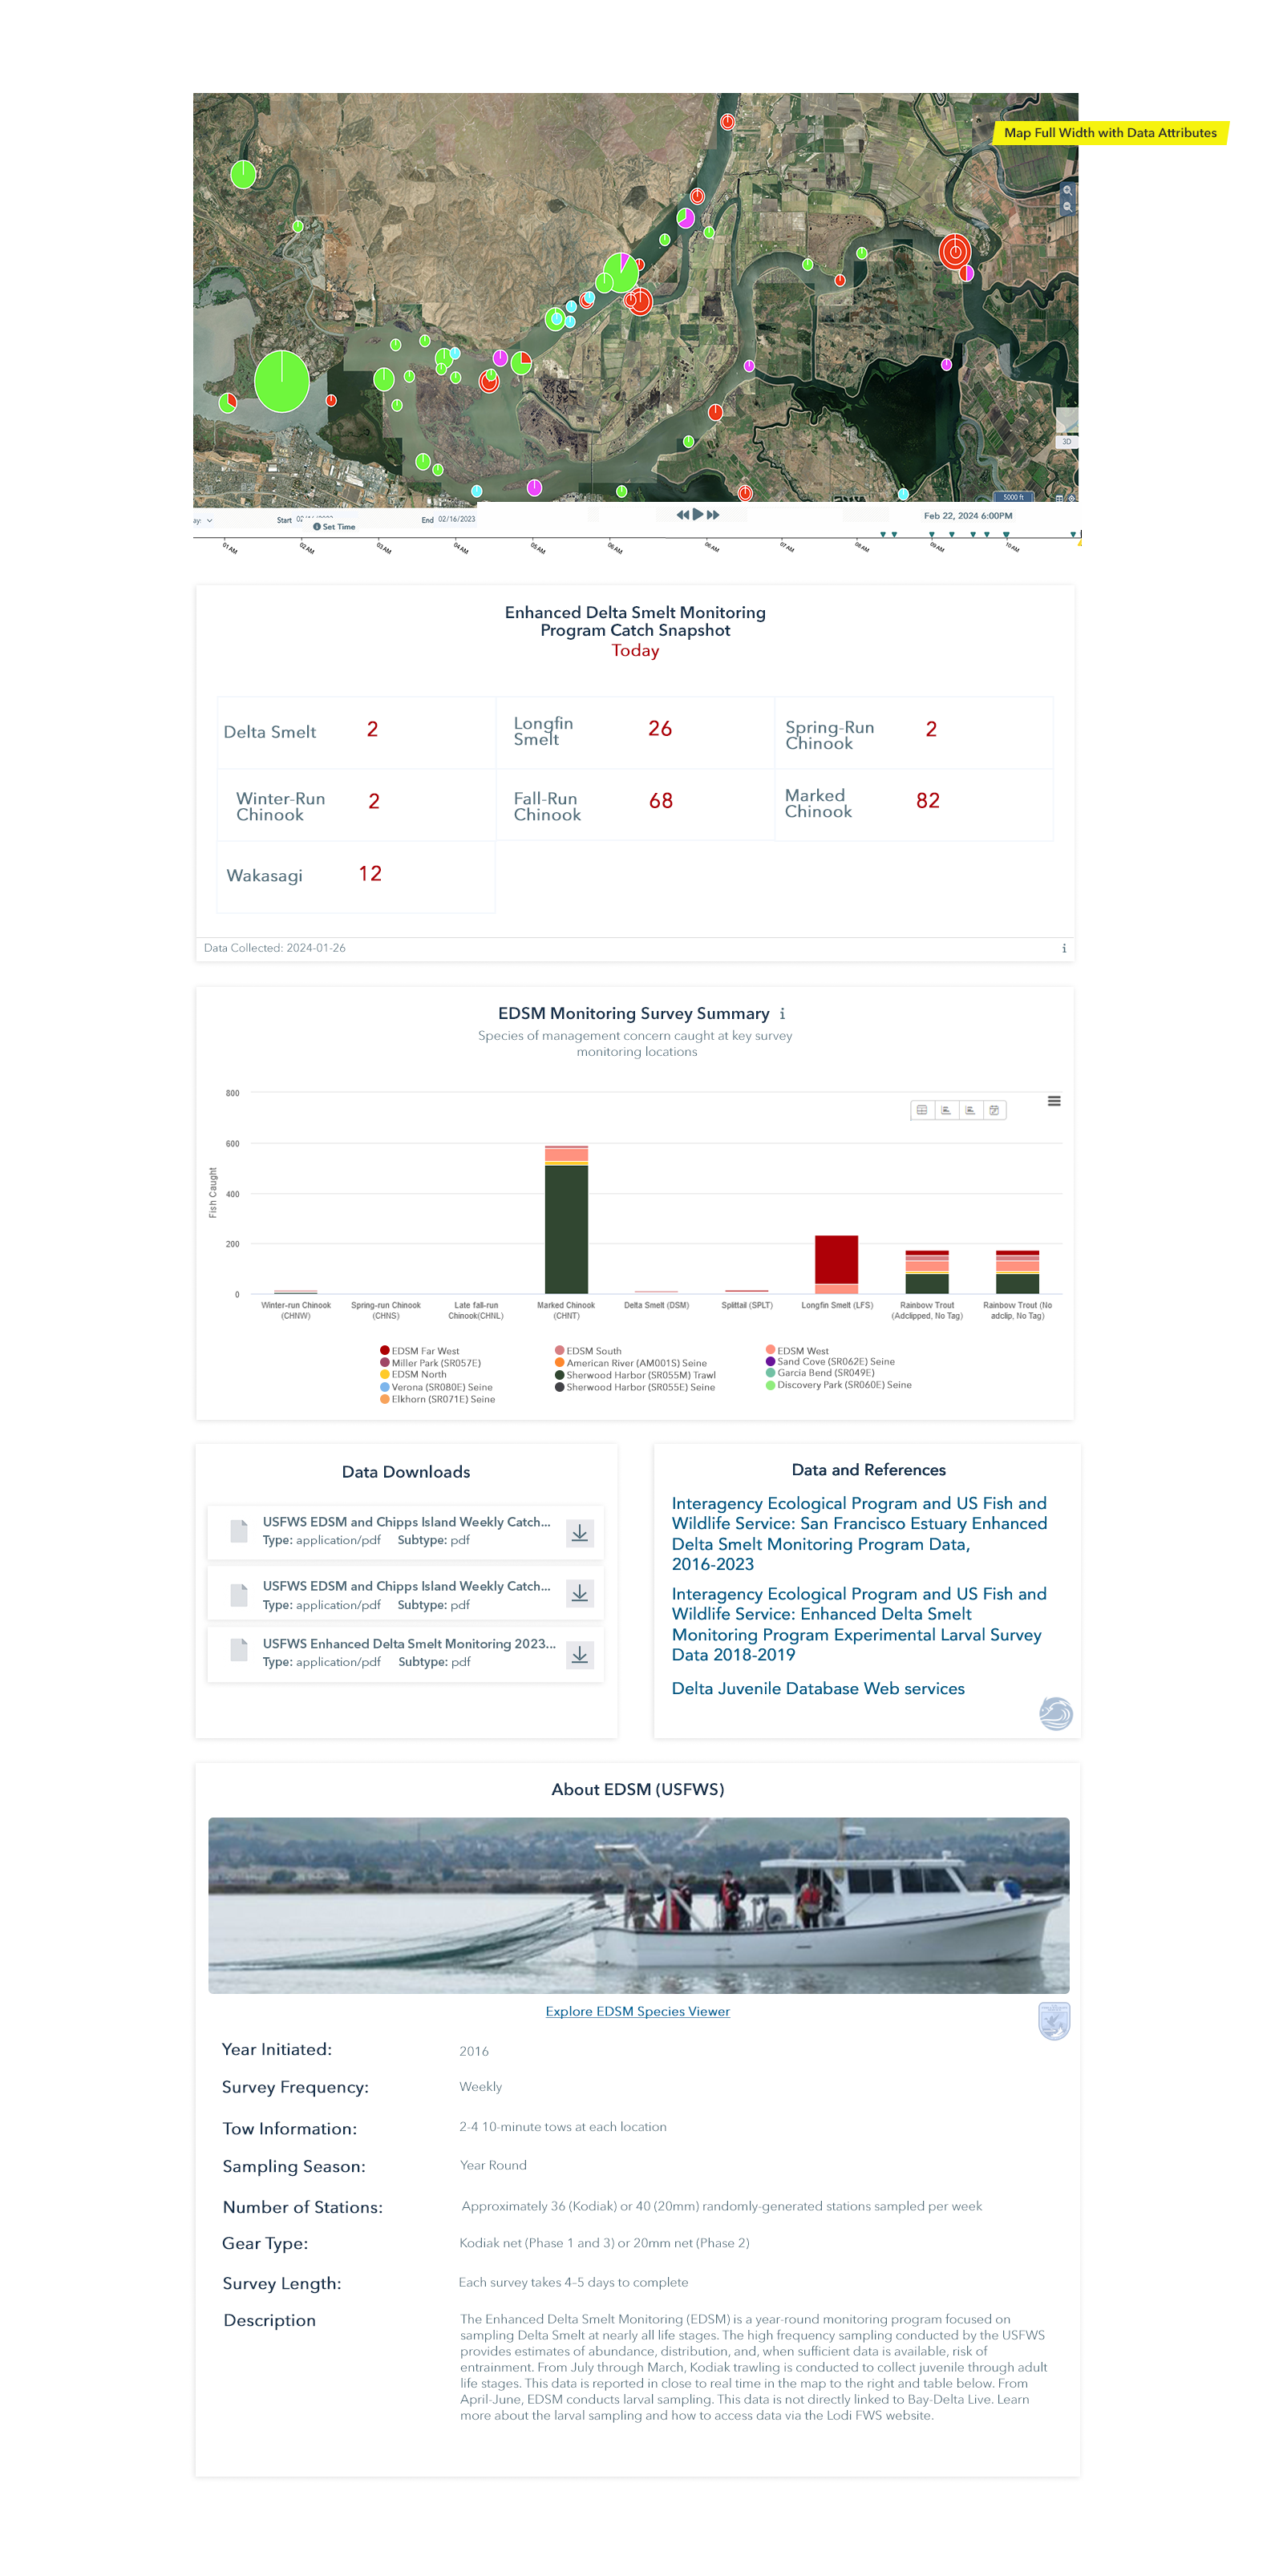 Map Full Width with Data Attributes
3D
5000 ft
ay:
Start
End 02/16/2023
Set Time
Feb 22, 2024 6:00PM
01AM
02AM
03AM
04AM
05AM
06AM
06AM
07AM
08AM
09AM
10AM
Enhanced Delta Smelt Monitoring
Program Catch Snapshot
Today
Delta Smelt 2
Longfin
Smelt
26
Spring-Run
Chinook
2
Winter-Run
Chinook
2
Fall-Run
Chinook
68
Marked
Chinook
82
Wakasagi 12
Data Collected: 2024-01-26
i
EDSM Monitoring Survey Summary i
Species of management concern caught at key survey
monitoring locations
800
600
400
200
0
Fish Caught
Winter-run Chinook
(CHNW)
Spring-run Chinook
(CHNS)
Late fall-run
Chinook(CHNL)
Marked Chinook
(CHNT)
Delta Smelt (DSM)
Splittail (SPLT)
Longfin Smelt (LFS)
Rainbow Trout
(Adclipped, No Tag)
Rainbow Trout (No
adclip, No Tag)
EDSM Far West
Miller Park (SR057E)
EDSM North
Verona (SR080E) Seine
Elkhorn (SR071E) Seine
EDSM South
American River (AM001S) Seine
Sherwood Harbor (SR055M) Trawl
Sherwood Harbor (SR055E) Seine
EDSM West
Sand Cove (SR062E) Seine
Garcia Bend (SR049E)
Discovery Park (SR060E) Seine
Data Downloads
USFWS EDSM and Chipps Island Weekly Catch...
Type: application/pdf Subtype: pdf
USFWS EDSM and Chipps Island Weekly Catch...
Type: application/pdf Subtype: pdf
USFWS Enhanced Delta Smelt Monitoring 2023...
Type: application/pdf Subtype: pdf
Data and References
Interagency Ecological Program and US Fish and
Wildlife Service: San Francisco Estuary Enhanced
Delta Smelt Monitoring Program Data,
2016-2023
Interagency Ecological Program and US Fish and
Wildlife Service: Enhanced Delta Smelt
Monitoring Program Experimental Larval Survey
Data 2018-2019
Delta Juvenile Database Web services
About EDSM (USFWS)
Explore EDSM Species Viewer
Year Initiated: 2016
Survey Frequency: Weekly
Tow Information: 2-4 10-minute tows at each location
Sampling Season: Year Round
Number of Stations: Approximately 36 (Kodiak) or 40 (20mm) randomly-generated stations sampled per week
Gear Type: Kodiak net (Phase 1 and 3) or 20mm net (Phase 2)
Survey Length: Each survey takes 4–5 days to complete
Description
The Enhanced Delta Smelt Monitoring (EDSM) is a year-round monitoring program focused on
sampling Delta Smelt at nearly all life stages. The high frequency sampling conducted by the USFWS
provides estimates of abundance, distribution, and, when sufficient data is available, risk of
entrainment. From July through March, Kodiak trawling is conducted to collect juvenile through adult
life stages. This data is reported in close to real time in the map to the right and table below. From
April-June, EDSM conducts larval sampling. This data is not directly linked to Bay-Delta Live. Learn
more about the larval sampling and how to access data via the Lodi FWS website.